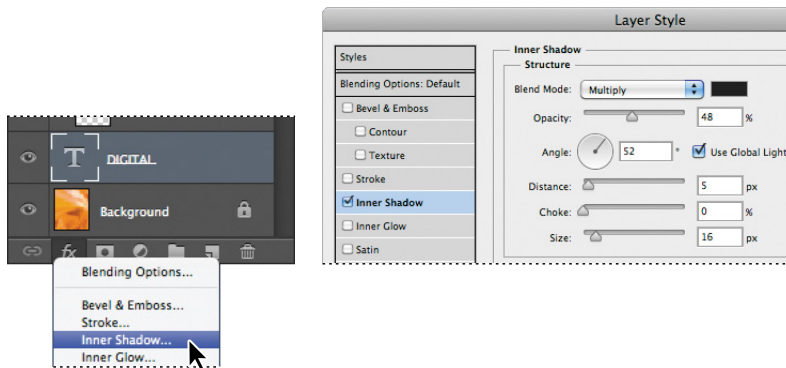 T DIGITAL
Background
fx
Blending Options...
Bevel & Emboss...
Stroke...
Inner Shadow...
Inner Glow...
Layer Style
Styles
Blending Options: Default
Bevel & Emboss
Contour
Texture
Stroke
Inner Shadow
Inner Glow
Satin
Inner Shadow
Structure
Blend Mode: Multiply
Opacity: 48 %
Angle: 52 ° Use Global Light
Distance: 5 px
Choke: 0 %
Size: 16 px